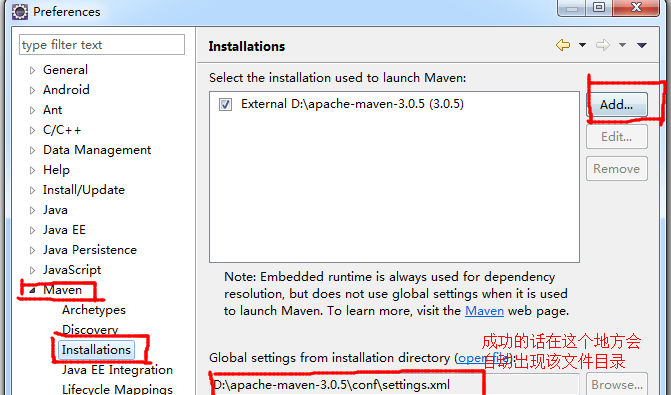 Preferences
type filter text
Installations
General
Android
Ant
C/C++
Data Management
Help
Install/Update
Java
Java EE
Java Persistence
JavaScript
Maven
Archetypes
Discovery
Installations
Java EE Integration
Lifecycle Mappings
Select the installation used to launch Maven:
External D:\apache-maven-3.0.5 (3.0.5)
Add...
Edit...
Remove
Note: Embedded runtime is always used for dependency
resolution, but does not use global settings when it is used
to launch Maven. To learn more, visit the Maven web page.
成功的话在这个地方会
自动出现该文件目录
Global settings from installation directory (open file):
D:\apache-maven-3.0.5\conf\settings.xml
Browse...